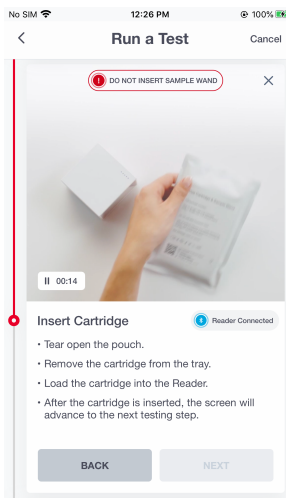 No SIM 12:26 PM 100%
Run a Test Cancel
! DO NOT INSERT SAMPLE WAND
00:14
Insert Cartridge Reader Connected
• Tear open the pouch.
• Remove the cartridge from the tray.
• Load the cartridge into the Reader.
• After the cartridge is inserted, the screen will
advance to the next testing step.
BACK NEXT